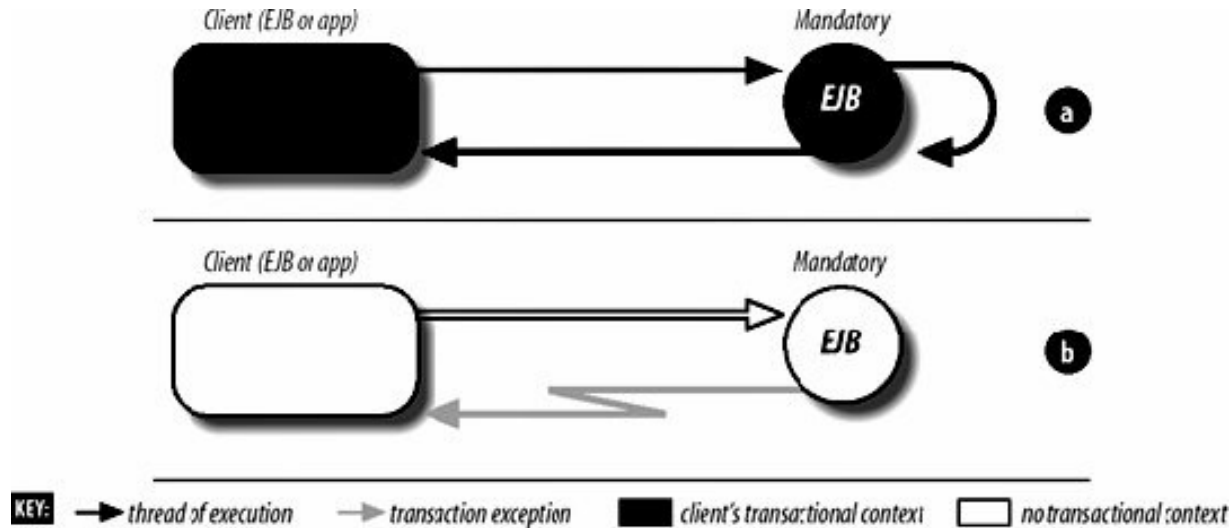 Client (EJB or app) Mandatory
EJB
a
Client (EJB or app) Mandatory
EJB
b
KEY: thread of execution transaction exception client's transactional context no transactional context